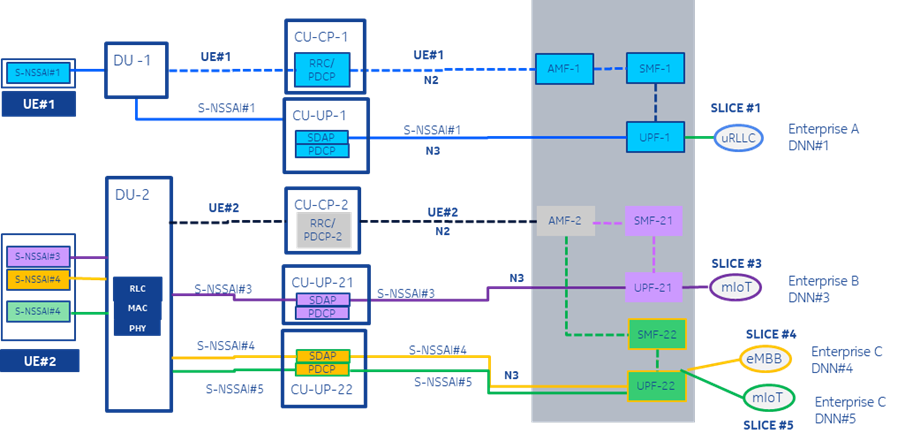 S-NSSAI#1
UE#1
DU -1
UE#1
CU-CP-1
RRC/
PDCP
UE#1
N2
AMF-1
SMF-1
S-NSSAI#1
CU-UP-1
SDAP
PDCP
S-NSSAI#1
N3
UPF-1
SLICE #1
uRLLC
Enterprise A
DNN#1
DU-2
UE#2
CU-CP-2
RRC/
PDCP-2
UE#2
N2
AMF-2
SMF-21
S-NSSAI#3
S-NSSAI#4
S-NSSAI#4
UE#2
RLC
MAC
PHY
S-NSSAI#3
CU-UP-21
SDAP
PDCP
S-NSSAI#3
N3
UPF-21
SLICE #3
mIoT
Enterprise B
DNN#3
SMF-22
S-NSSAI#4
S-NSSAI#5
SDAP
PDCP
CU-UP-22
S-NSSAI#4
S-NSSAI#5
N3
UPF-22
SLICE #4
eMBB
Enterprise C
DNN#4
mIoT
SLICE #5
Enterprise C
DNN#5